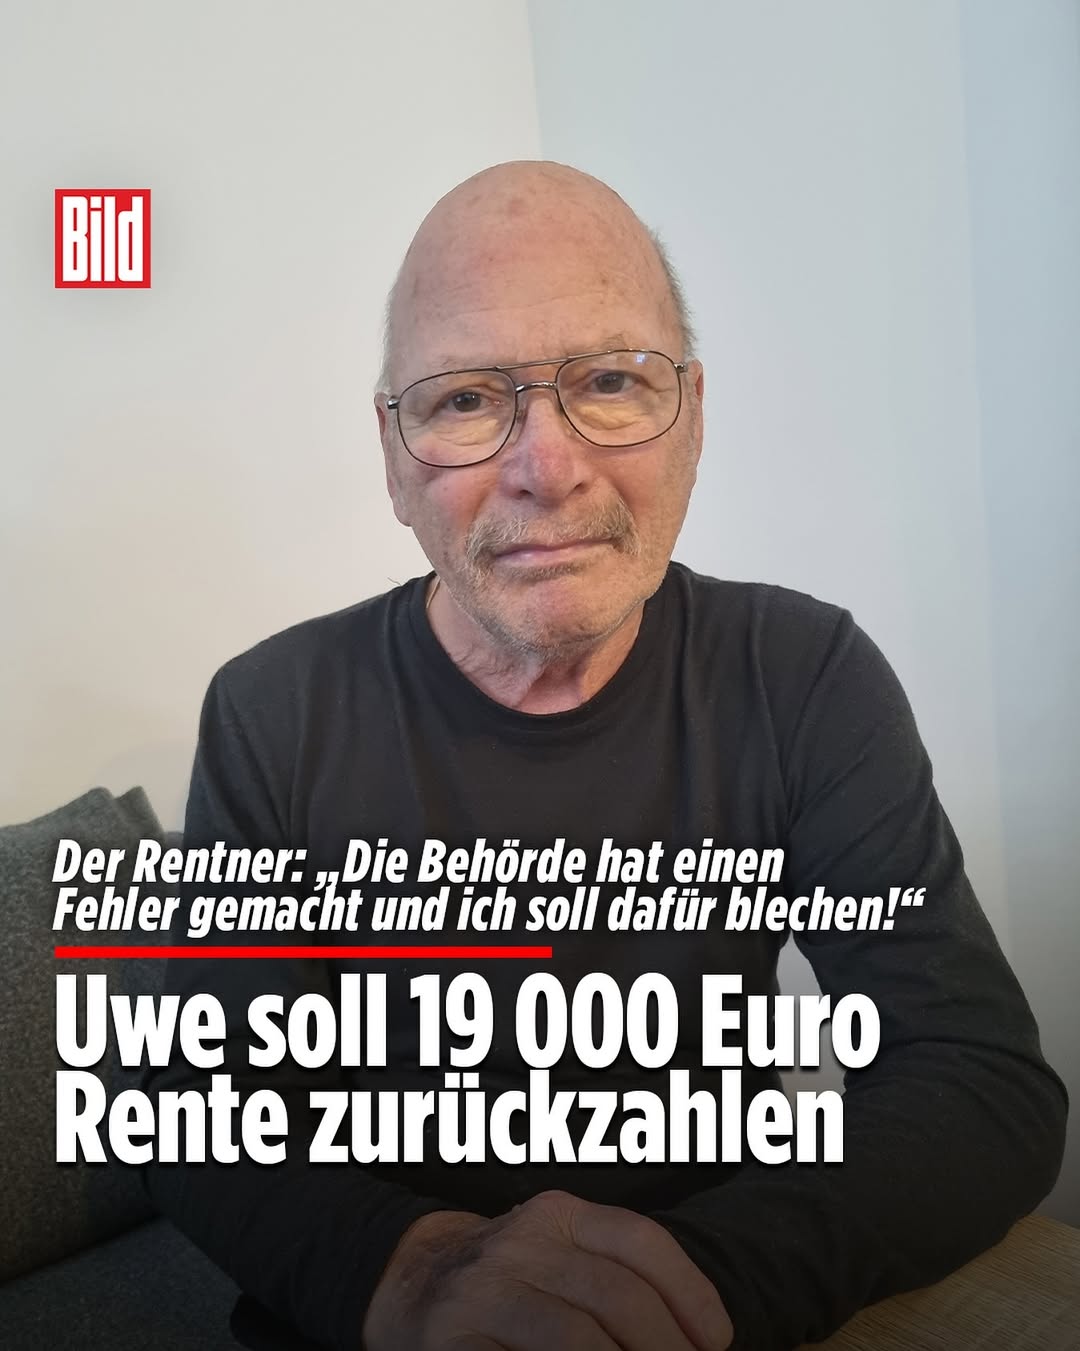 Bild
Der Rentner: „Die Behörde hat einen
Fehler gemacht und ich soll dafür blechen!“
Uwe soll 19 000 Euro
Rente zurückzahlen